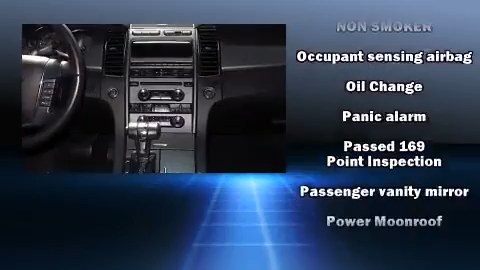 NON SMOKER
Occupant sensing airbag
Oil Change
Panic alarm
Passed 169
Point Inspection
Passenger vanity mirror
Power Moonroof